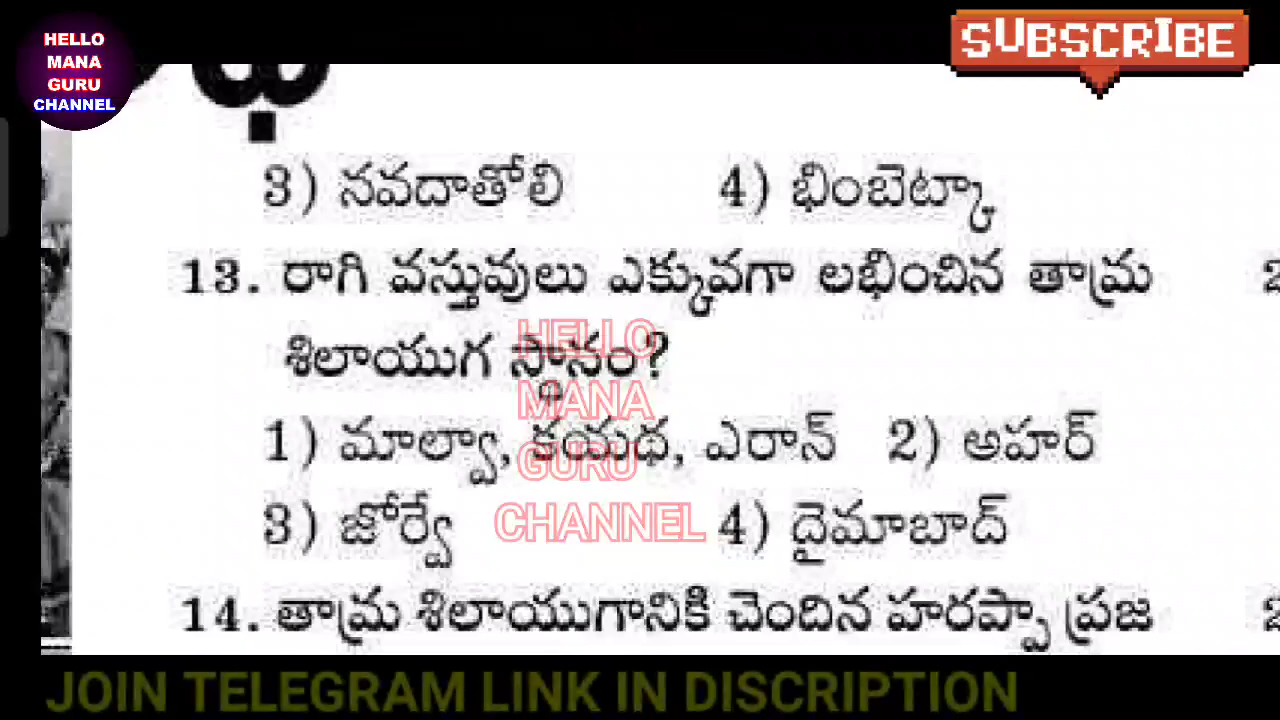 HELLO
MANA
GURU
CHANNEL
SUBSCRIBE
3) నవదాతోలి 4) భింబెట్కా
13. రాగి వస్తువులు ఎక్కువగా లభించిన తామ్ర
శిలాయుగ స్థానం?
1) మాల్వా, కయథ, ఎరాన్ 2) అహర్
3) జోర్వే 4) దైమాబాద్
14. తామ్ర శిలాయుగానికి చెందిన హరప్పా ప్రజ
HELLO
MANA
GURU
CHANNEL
JOIN TELEGRAM LINK IN DISCRIPTION